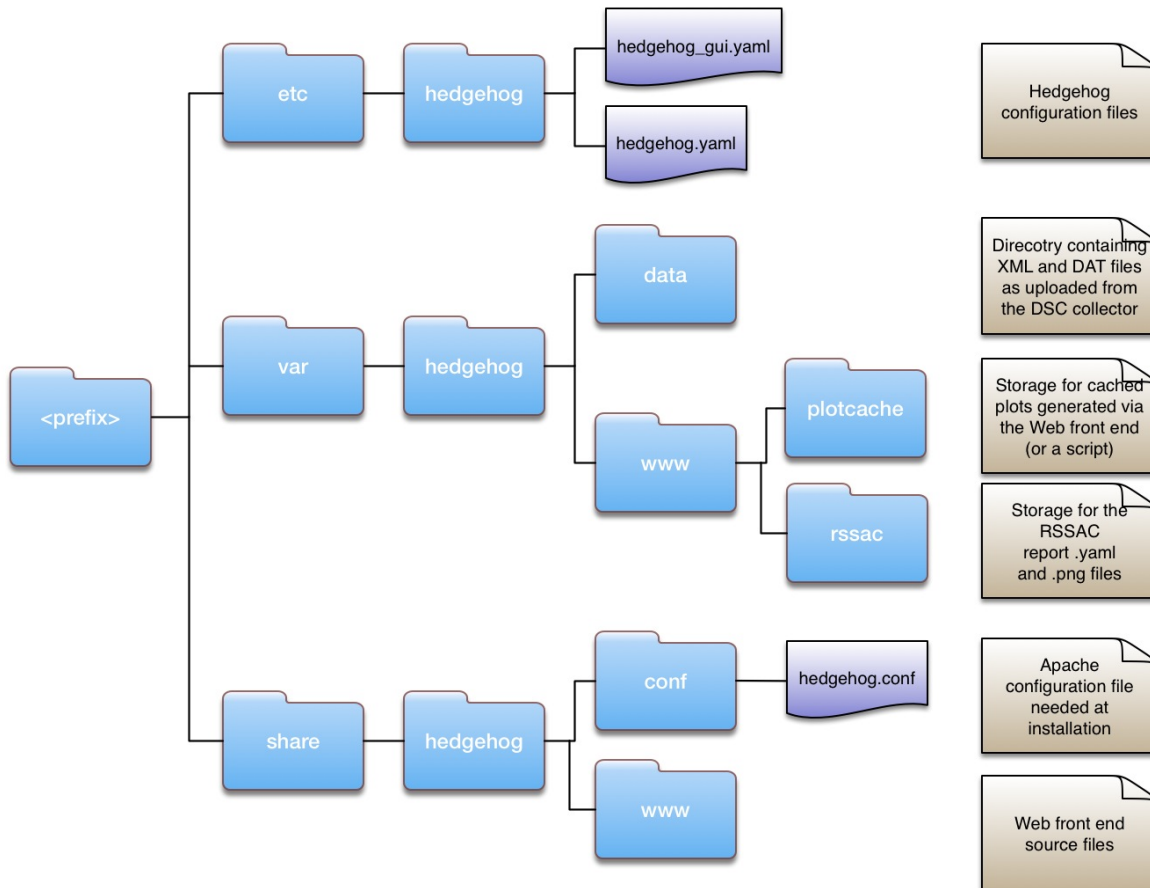 hedgehog_gui.yaml
etc
hedgehog
hedgehog.yaml
Hedgehog
configuration files
data
Direcotry containing
XML and DAT files
as uploaded from
the DSC collector
var
hedgehog
<prefix>
plotcache
Storage for cached
plots generated via
the Web front end
(or a script)
www
rssac
Storage for the
RSSAC
report .yaml
and .png files
conf
hedgehog.conf
Apache
configuration file
needed at
installation
share
hedgehog
www
Web front end
source files